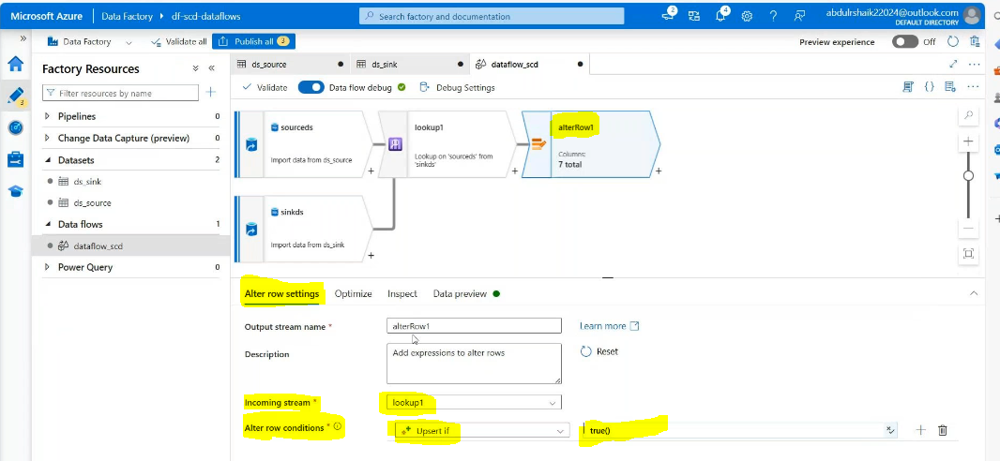 Microsoft Azure
Data Factory
df-scd-dataflows
Search factory and documentation
2
4
abdulrshaik22024@outlook.com
DEFAULT DIRECTORY
Data Factory
Validate all
Publish all
3
Preview experience
Off
Factory Resources
Filter resources by name
Pipelines
0
Change Data Capture (preview)
0
Datasets
2
ds_sink
ds_source
Data flows
1
dataflow_scd
Power Query
0
3
ds_source
ds_sink
dataflow_scd
Validate
Data flow debug
Debug Settings
sourceds
Import data from ds_source
lookup1
Lookup on 'sourceds' from
'sinkds'
alterRow1
Columns:
7 total
sinkds
Import data from ds_sink
Alter row settings
Optimize
Inspect
Data preview
Output stream name *
alterRow1
Learn more
Description
Add expressions to alter rows
Reset
Incoming stream *
lookup1
Alter row conditions *
Upsert if
true()